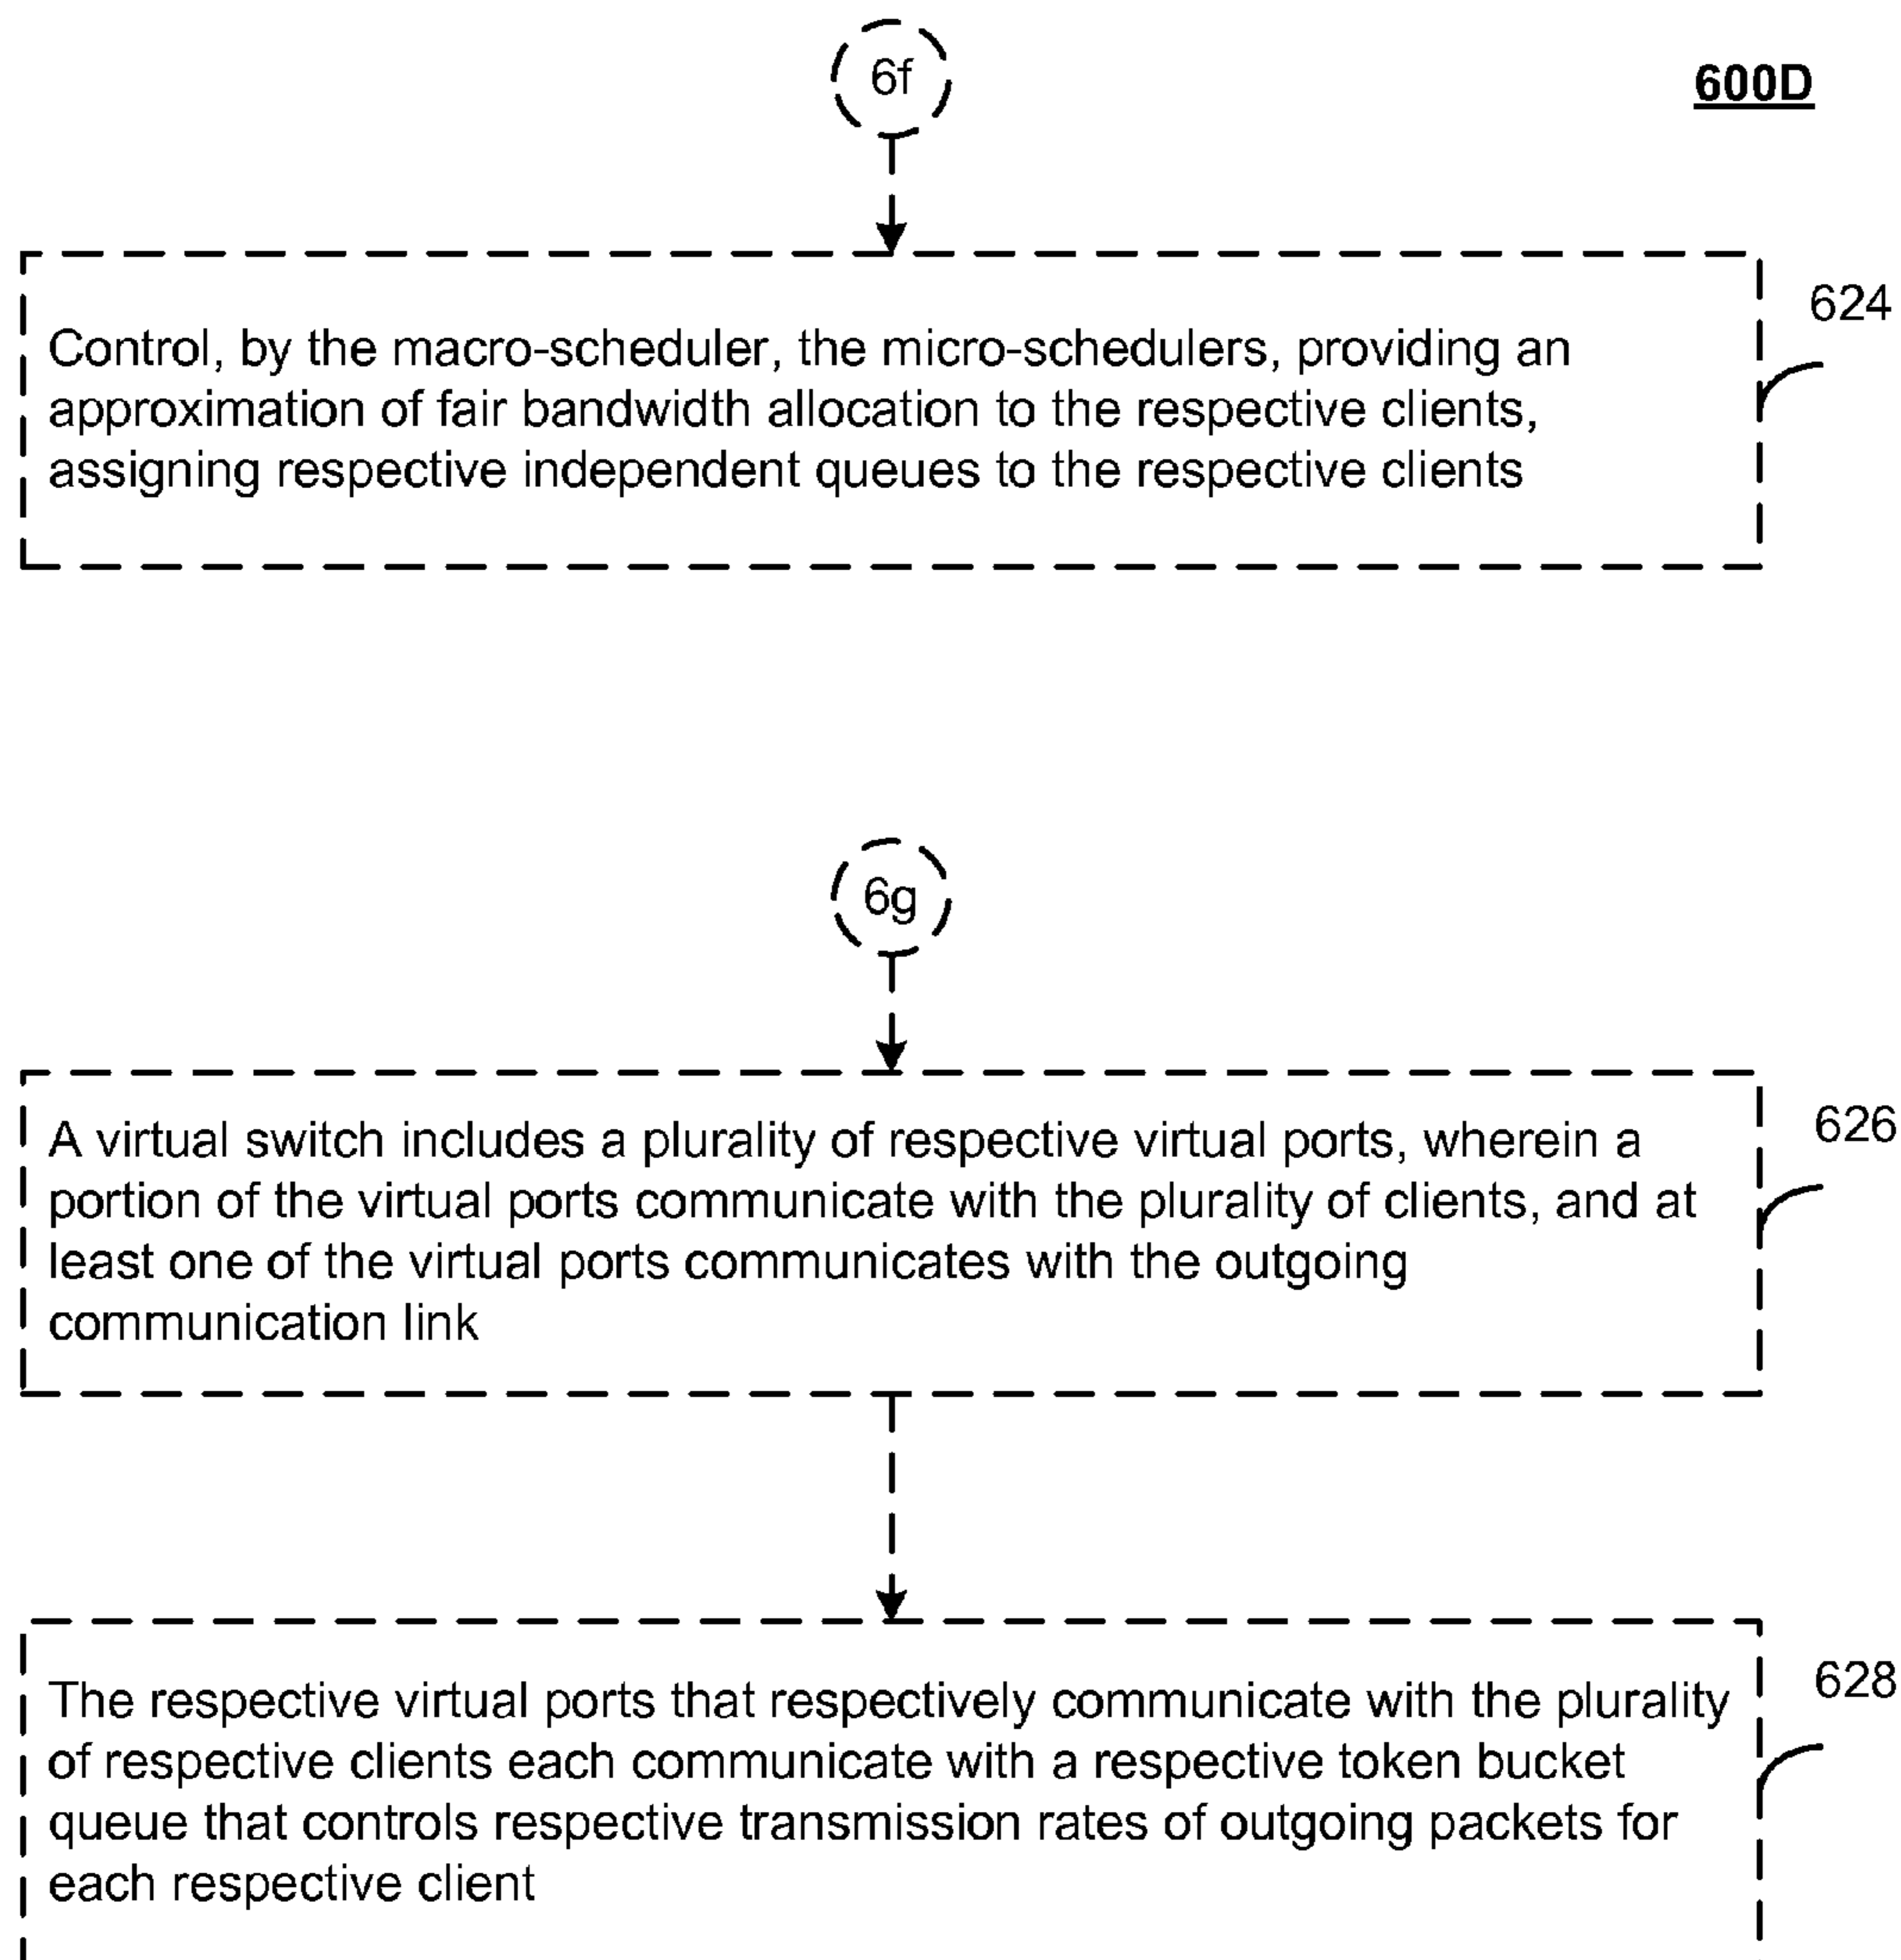 6f
600D
624
Control, by the macro-scheduler, the micro-schedulers, providing an
approximation of fair bandwidth allocation to the respective clients,
assigning respective independent queues to the respective clients
6g
626
A virtual switch includes a plurality of respective virtual ports, wherein a
portion of the virtual ports communicate with the plurality of clients, and at
least one of the virtual ports communicates with the outgoing
communication link
628
The respective virtual ports that respectively communicate with the plurality
of respective clients each communicate with a respective token bucket
queue that controls respective transmission rates of outgoing packets for
each respective client